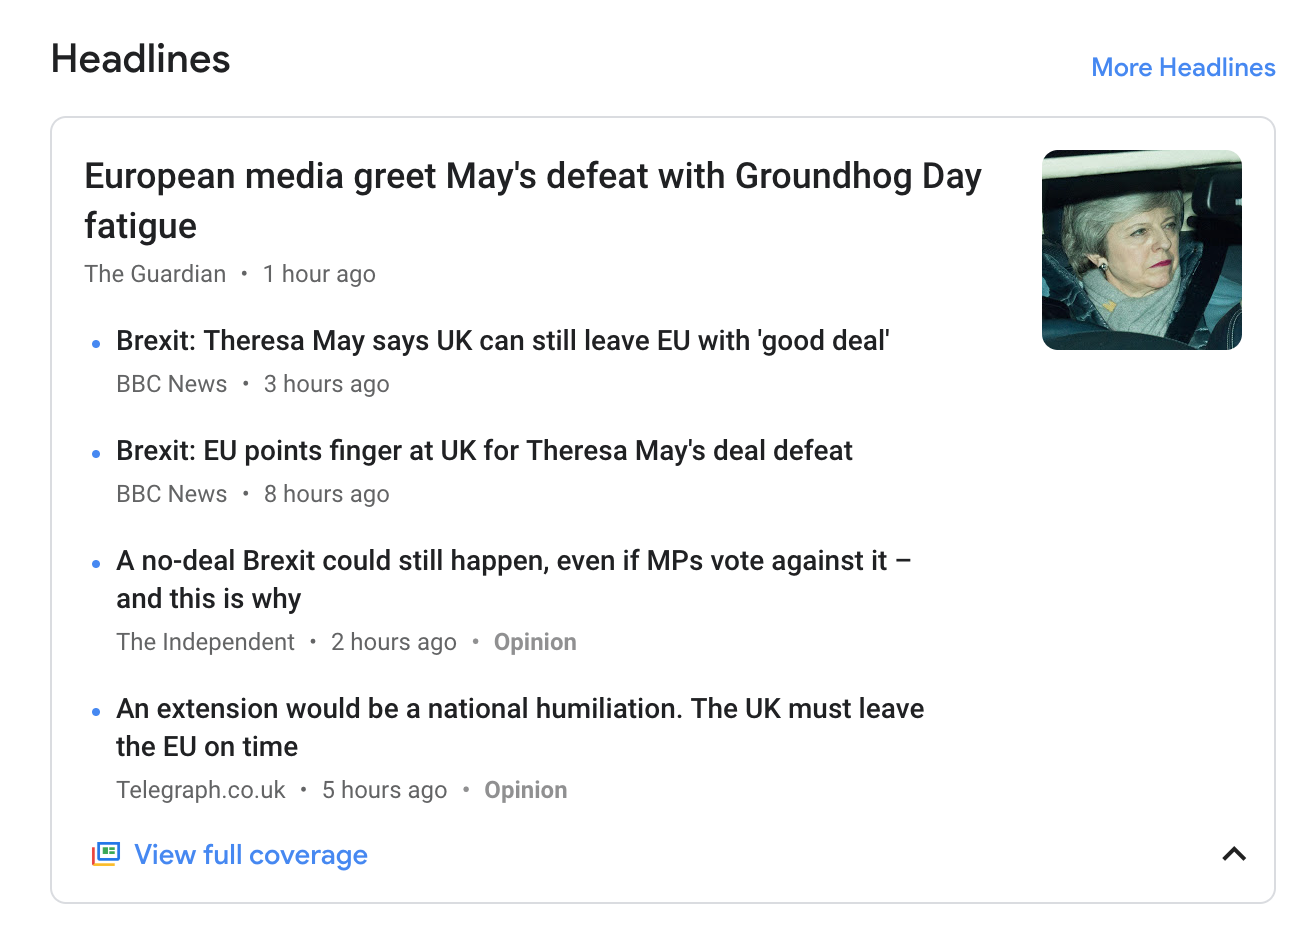 Headlines
More Headlines
European media greet May's defeat with Groundhog Day
fatigue
The Guardian • 1 hour ago
• Brexit: Theresa May says UK can still leave EU with 'good deal'
BBC News • 3 hours ago
• Brexit: EU points finger at UK for Theresa May's deal defeat
BBC News • 8 hours ago
• A no-deal Brexit could still happen, even if MPs vote against it –
and this is why
The Independent • 2 hours ago • Opinion
• An extension would be a national humiliation. The UK must leave
the EU on time
Telegraph.co.uk • 5 hours ago • Opinion
View full coverage